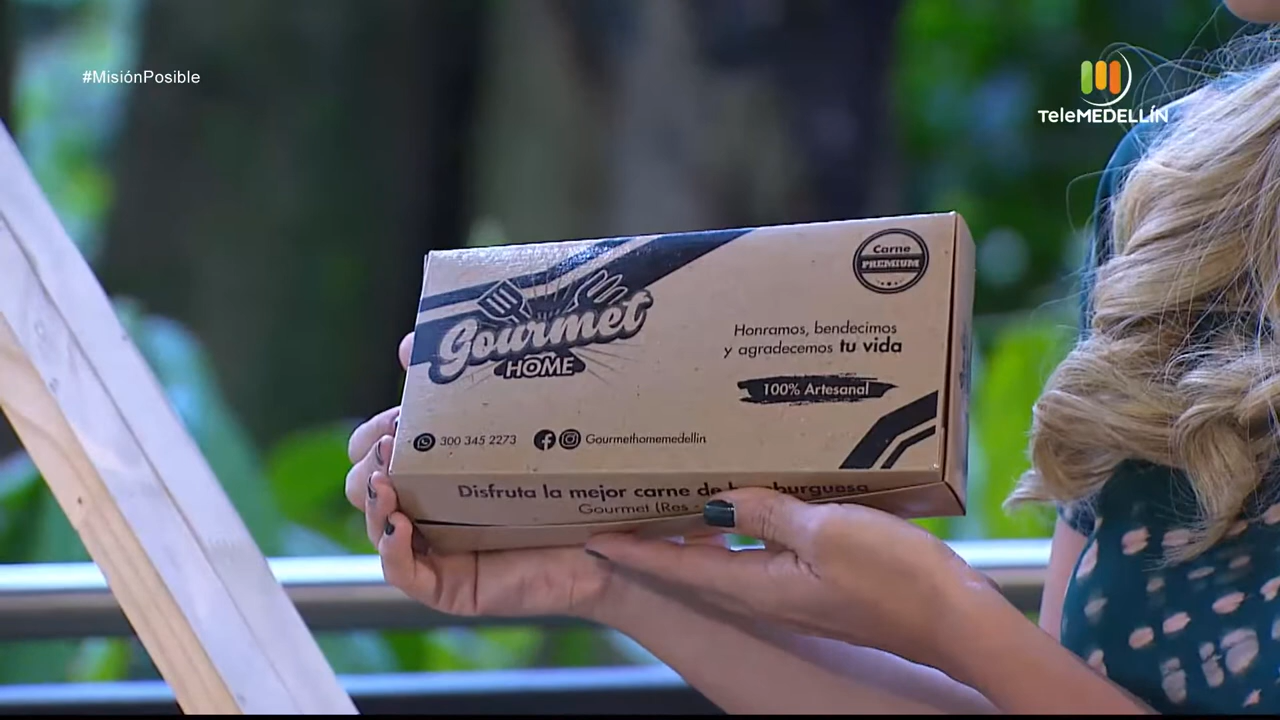 #MisiónPosible
TeleMEDELLÍN
Carne
PREMIUM
Gourmet
HOME
Honramos, bendecimos
y agradecemos tu vida
100% Artesanal
300 345 2273
Gourmethomemedellin
Disfruta la mejor carne de hamburguesa
Gourmet (Res -